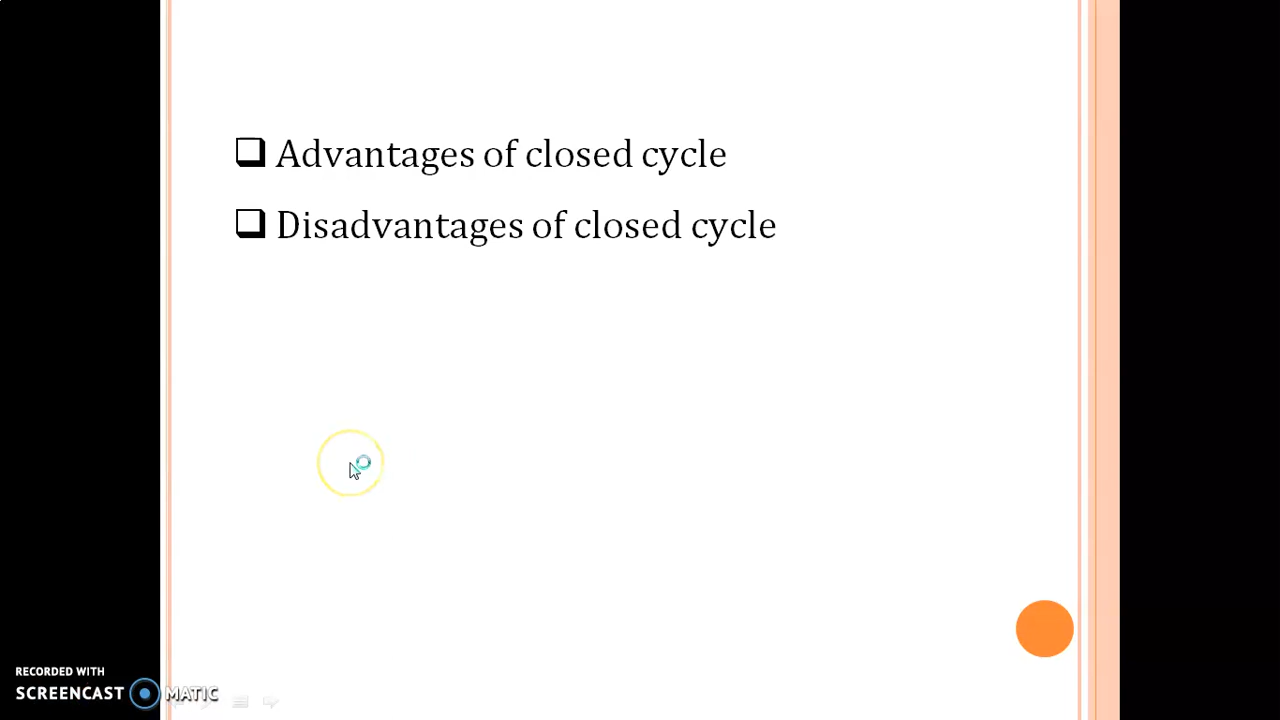 Advantages of closed cycle
Disadvantages of closed cycle
RECORDED WITH
SCREENCAST MATIC